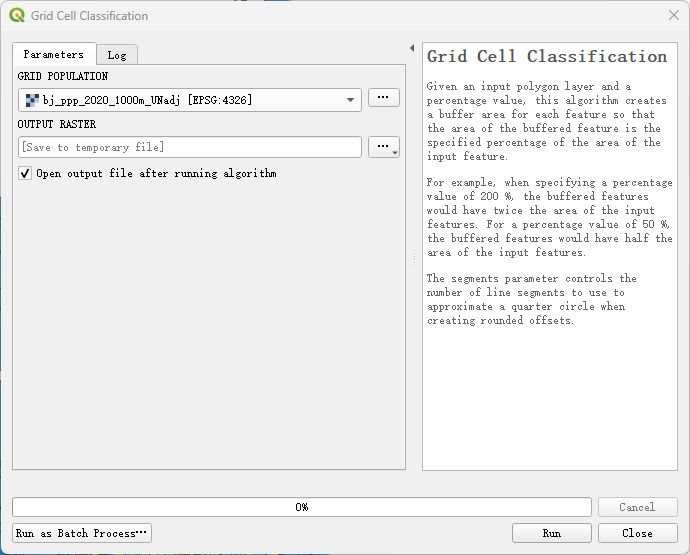 Grid Cell Classification
Parameters
Log
GRID POPULATION
bj_ppp_2020_1000m_UNadj [EPSG:4326]
...
OUTPUT RASTER
[Save to temporary file]
...
Open output file after running algorithm
Grid Cell Classification
Given an input polygon layer and a
percentage value, this algorithm creates
a buffer area for each feature so that
the area of the buffered feature is the
specified percentage of the area of the
input feature.
For example, when specifying a percentage
value of 200 %, the buffered features
would have twice the area of the input
features. For a percentage value of 50 %,
the buffered features would have half the
area of the input features.
The segments parameter controls the
number of line segments to use to
approximate a quarter circle when
creating rounded offsets.
0%
Cancel
Run as Batch Process…
Run
Close